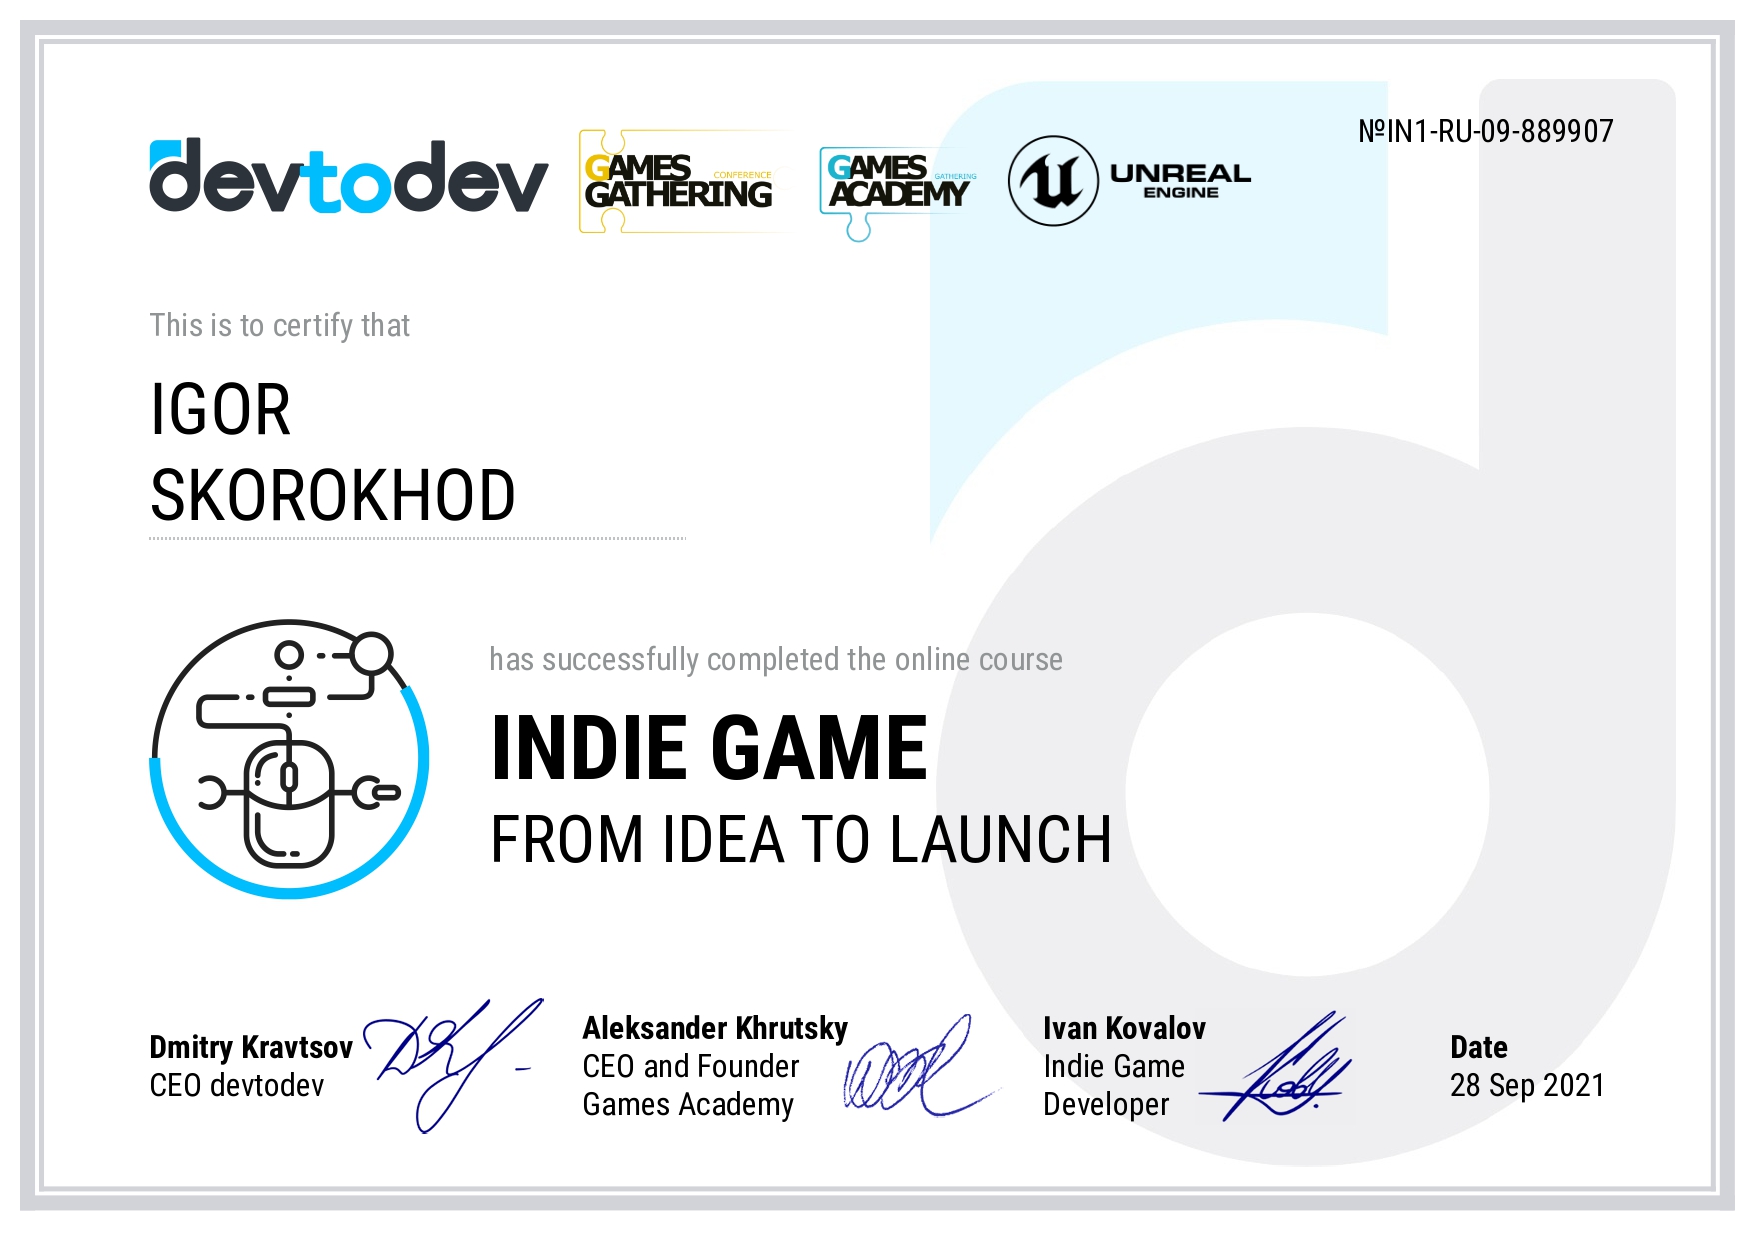 devtodev
GAMES GATHERING CONFERENCE
GAMES ACADEMY GATHERING
UNREAL ENGINE
№IN1-RU-09-889907
This is to certify that
IGOR
SKOROKHOD
has successfully completed the online course
INDIE GAME
FROM IDEA TO LAUNCH
Dmitry Kravtsov
CEO devtodev
Aleksander Khrutsky
CEO and Founder
Games Academy
Ivan Kovalov
Indie Game
Developer
Date
28 Sep 2021